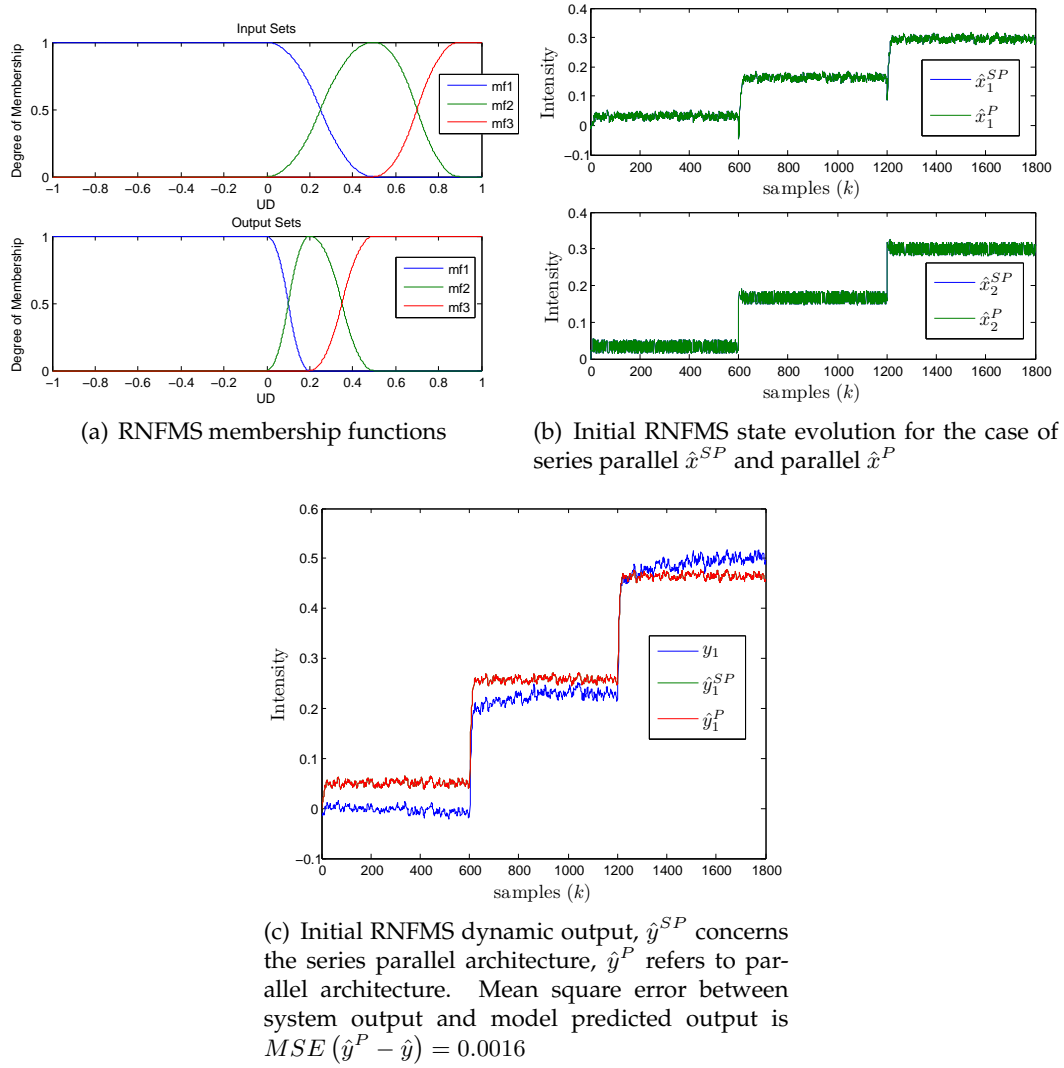 Input Sets
Degree of Membership
1
0.5
0
mf1
mf2
mf3
−1 −0.8 −0.6 −0.4 −0.2 0 0.2 0.4 0.6 0.8 1
UD
Output Sets
Degree of Membership
1
0.5
0
mf1
mf2
mf3
−1 −0.8 −0.6 −0.4 −0.2 0 0.2 0.4 0.6 0.8 1
UD
(a) RNFMS membership functions
Intensity
0.4
0.3
0.2
0.1
0
−0.1
x̂₁^SP
x̂₁^P
0 200 400 600 800 1000 1200 1400 1600 1800
samples (k)
Intensity
0.4
0.3
0.2
0.1
0
x̂₂^SP
x̂₂^P
0 200 400 600 800 1000 1200 1400 1600 1800
samples (k)
(b) Initial RNFMS state evolution for the case of
series parallel x̂^SP and parallel x̂^P
Intensity
0.6
0.5
0.4
0.3
0.2
0.1
0
−0.1
y₁
ŷ₁^SP
ŷ₁^P
0 200 400 600 800 1000 1200 1400 1600 1800
samples (k)
(c) Initial RNFMS dynamic output, ŷ^SP concerns
the series parallel architecture, ŷ^P refers to par-
allel architecture. Mean square error between
system output and model predicted output is
MSE (ŷ^P − ŷ) = 0.0016